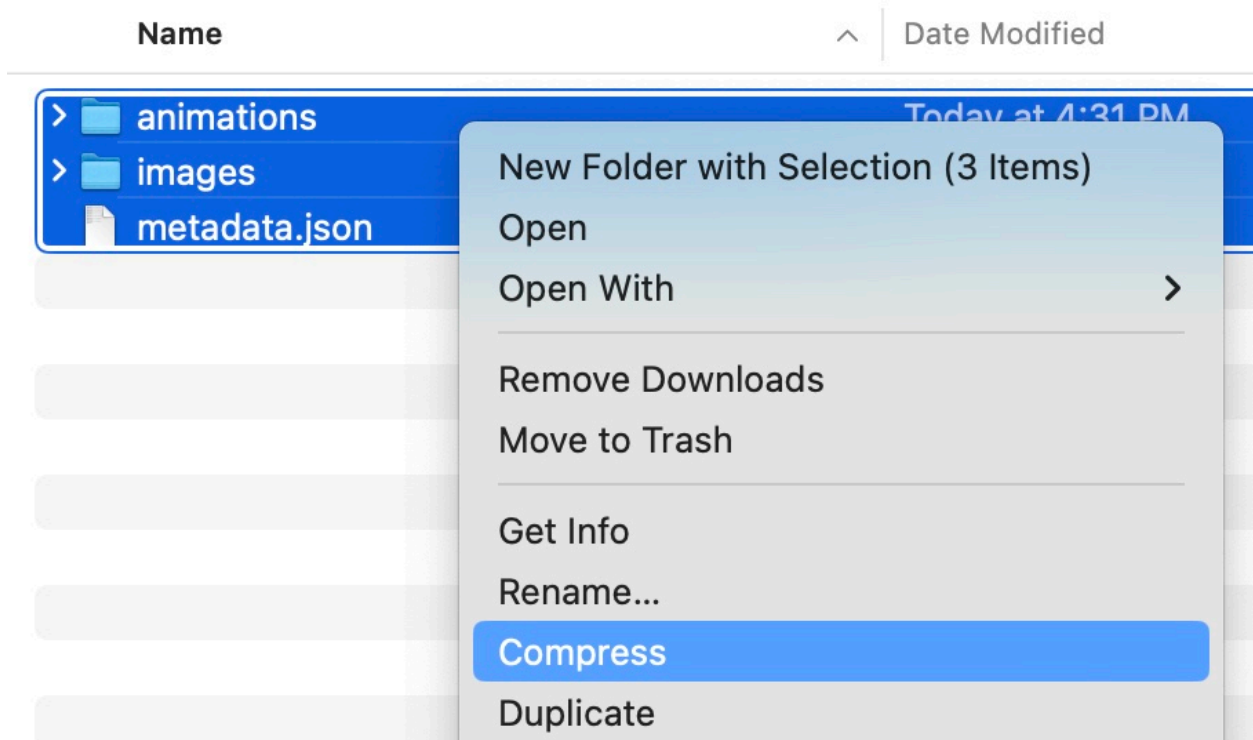 Name Date Modified
animations Today at 4:31 PM
images
metadata.json
New Folder with Selection (3 Items)
Open
Open With
Remove Downloads
Move to Trash
Get Info
Rename...
Compress
Duplicate